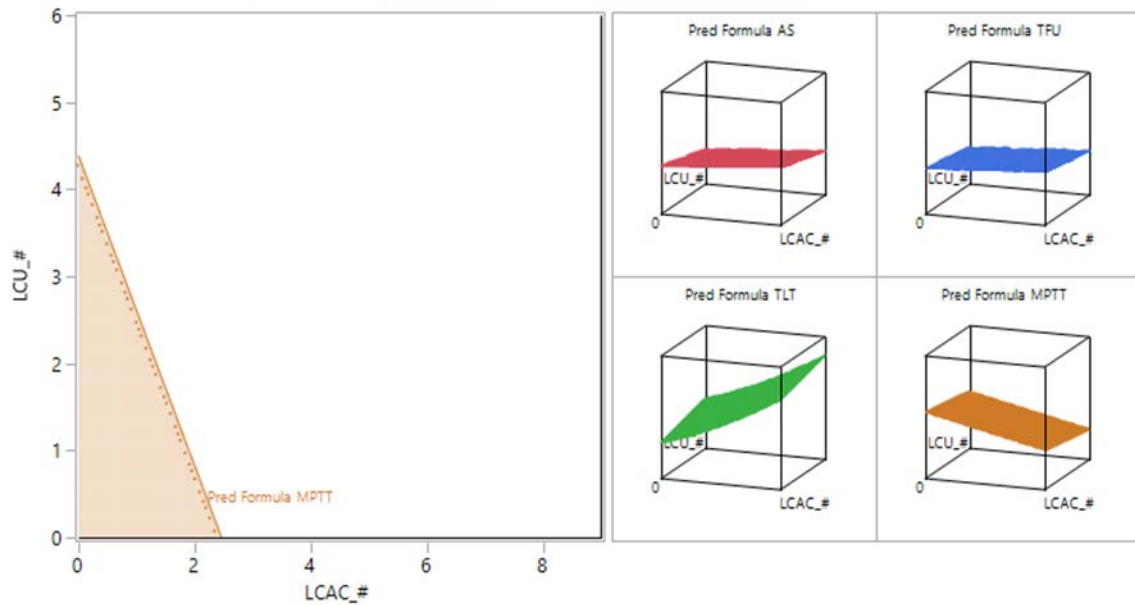 6
5
4
3
2
1
0
LCU_#
0 2 4 6 8
LCAC_#
Pred Formula MPTT
Pred Formula AS
LCU_#
0
LCAC_#
Pred Formula TFU
LCU_#
0
LCAC_#
Pred Formula TLT
LCU_#
0
LCAC_#
Pred Formula MPTT
LCU_#
0
LCAC_#